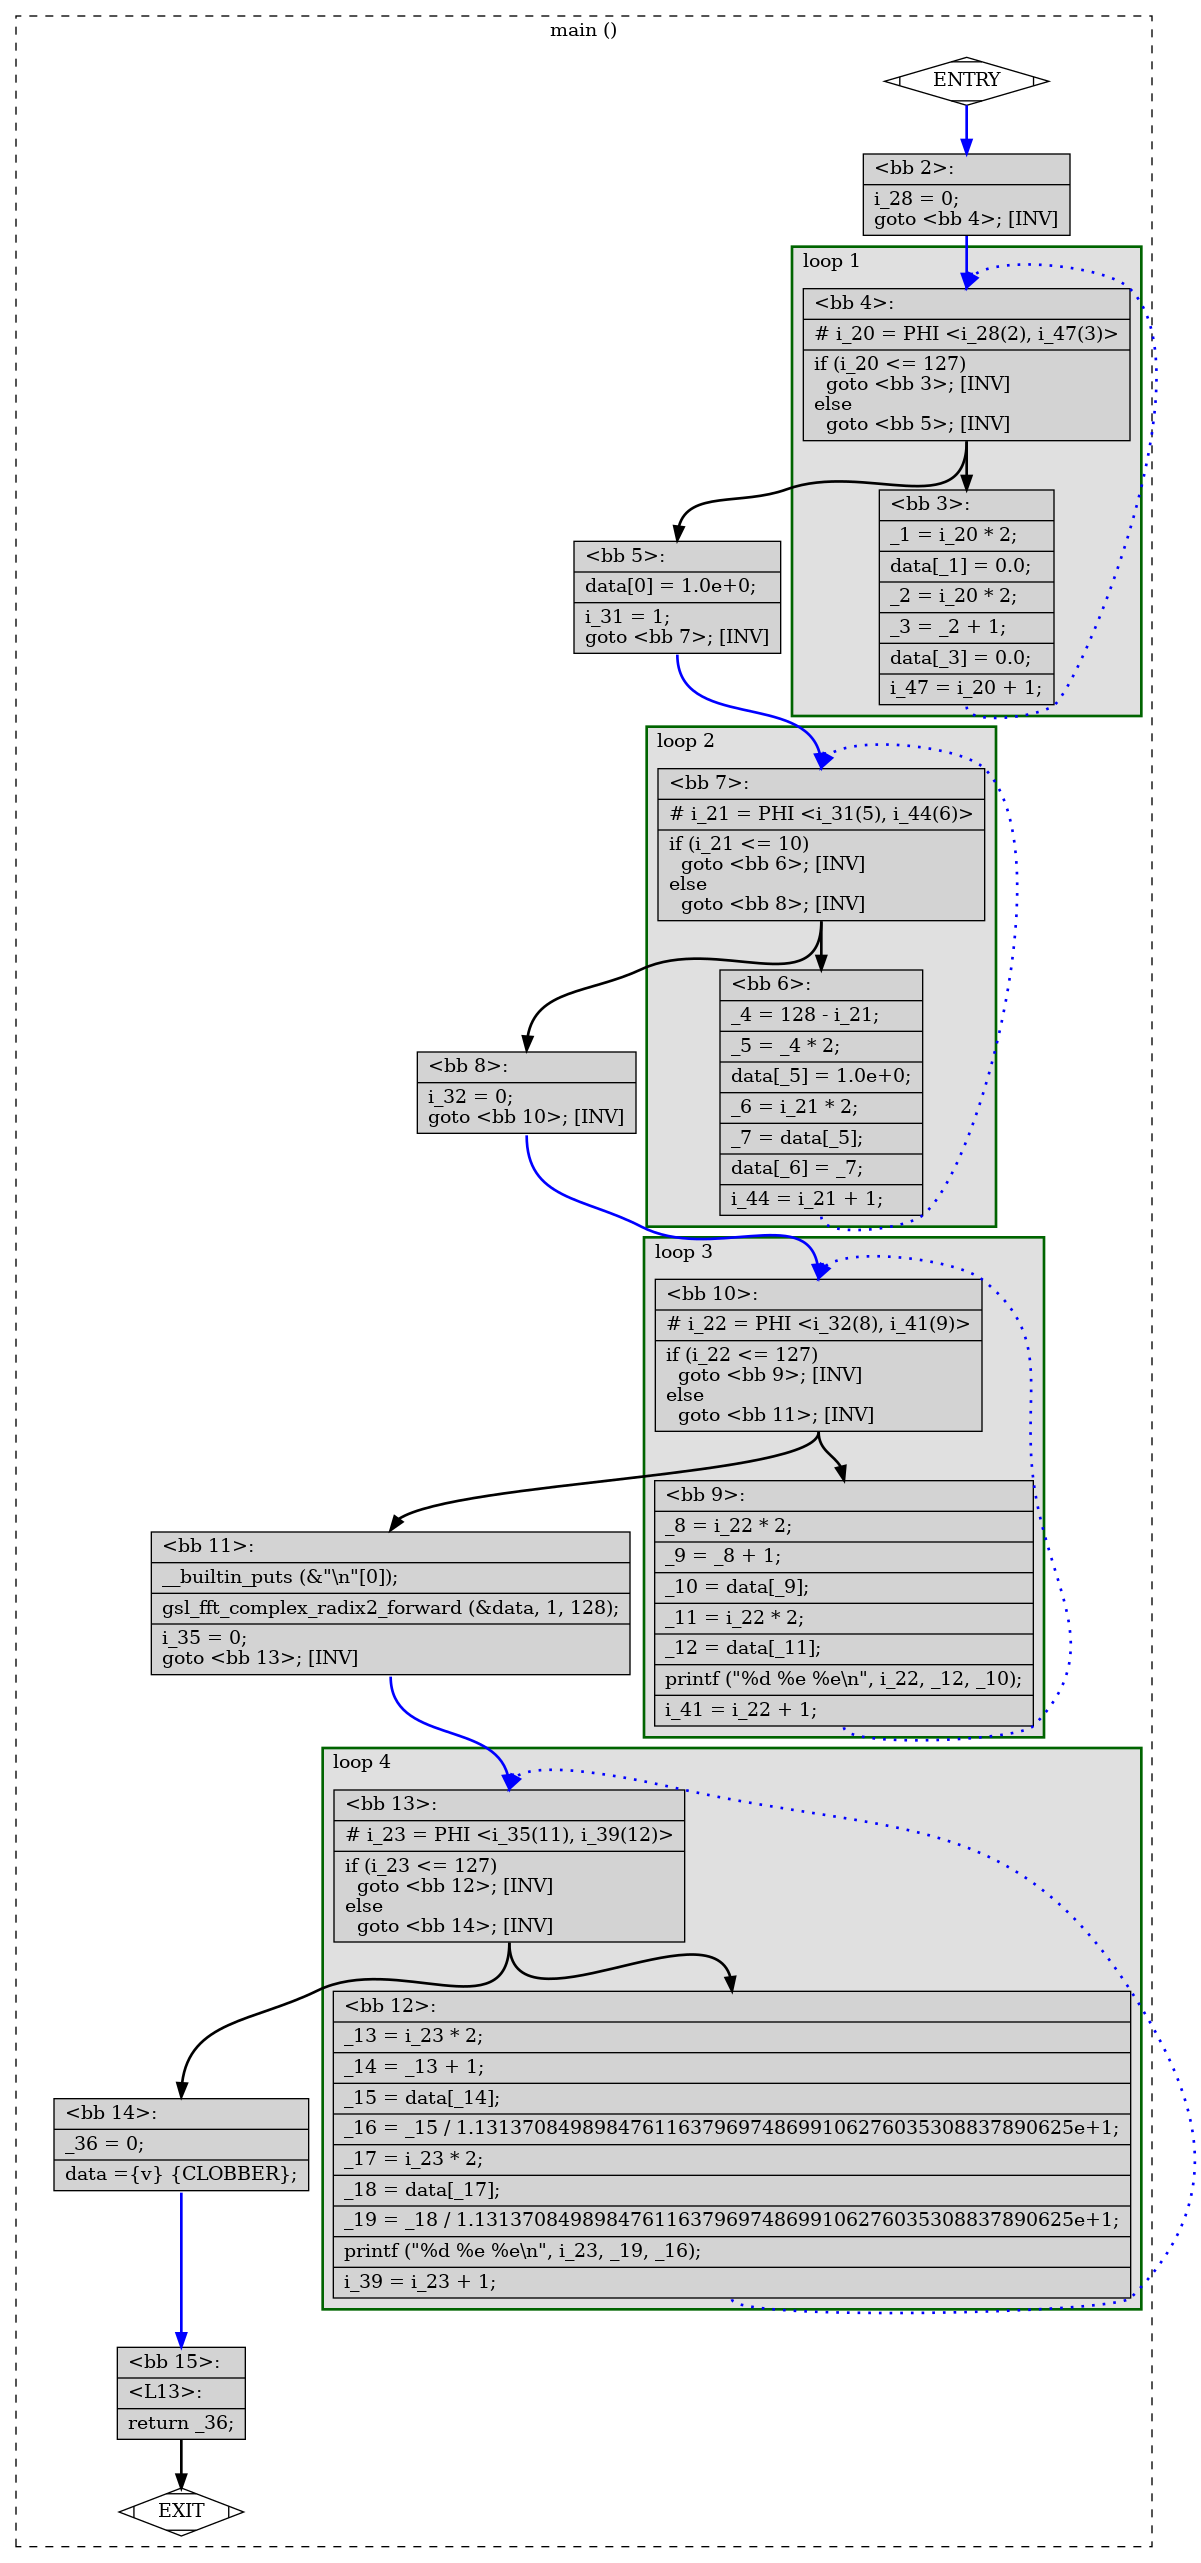 main ()
ENTRY
<bb 2>:
i_28 = 0;
goto <bb 4>; [INV]
loop 1
<bb 4>:
# i_20 = PHI <i_28(2), i_47(3)>
if (i_20 <= 127)
  goto <bb 3>; [INV]
else
  goto <bb 5>; [INV]
<bb 3>:
_1 = i_20 * 2;
data[_1] = 0.0;
_2 = i_20 * 2;
_3 = _2 + 1;
data[_3] = 0.0;
i_47 = i_20 + 1;
<bb 5>:
data[0] = 1.0e+0;
i_31 = 1;
goto <bb 7>; [INV]
loop 2
<bb 7>:
# i_21 = PHI <i_31(5), i_44(6)>
if (i_21 <= 10)
  goto <bb 6>; [INV]
else
  goto <bb 8>; [INV]
<bb 6>:
_4 = 128 - i_21;
_5 = _4 * 2;
data[_5] = 1.0e+0;
_6 = i_21 * 2;
_7 = data[_5];
data[_6] = _7;
i_44 = i_21 + 1;
<bb 8>:
i_32 = 0;
goto <bb 10>; [INV]
loop 3
<bb 10>:
# i_22 = PHI <i_32(8), i_41(9)>
if (i_22 <= 127)
  goto <bb 9>; [INV]
else
  goto <bb 11>; [INV]
<bb 9>:
_8 = i_22 * 2;
_9 = _8 + 1;
_10 = data[_9];
_11 = i_22 * 2;
_12 = data[_11];
printf ("%d %e %e\n", i_22, _12, _10);
i_41 = i_22 + 1;
<bb 11>:
__builtin_puts (&"\n"[0]);
gsl_fft_complex_radix2_forward (&data, 1, 128);
i_35 = 0;
goto <bb 13>; [INV]
loop 4
<bb 13>:
# i_23 = PHI <i_35(11), i_39(12)>
if (i_23 <= 127)
  goto <bb 12>; [INV]
else
  goto <bb 14>; [INV]
<bb 12>:
_13 = i_23 * 2;
_14 = _13 + 1;
_15 = data[_14];
_16 = _15 / 1.1313708498984761163796974869910627603530883789​0625e+1;
_17 = i_23 * 2;
_18 = data[_17];
_19 = _18 / 1.13137084989847611637969748699106276035308837890625e+1;
printf ("%d %e %e\n", i_23, _19, _16);
i_39 = i_23 + 1;
<bb 14>:
_36 = 0;
data ={v} {CLOBBER};
<bb 15>:
<L13>:
return _36;
EXIT